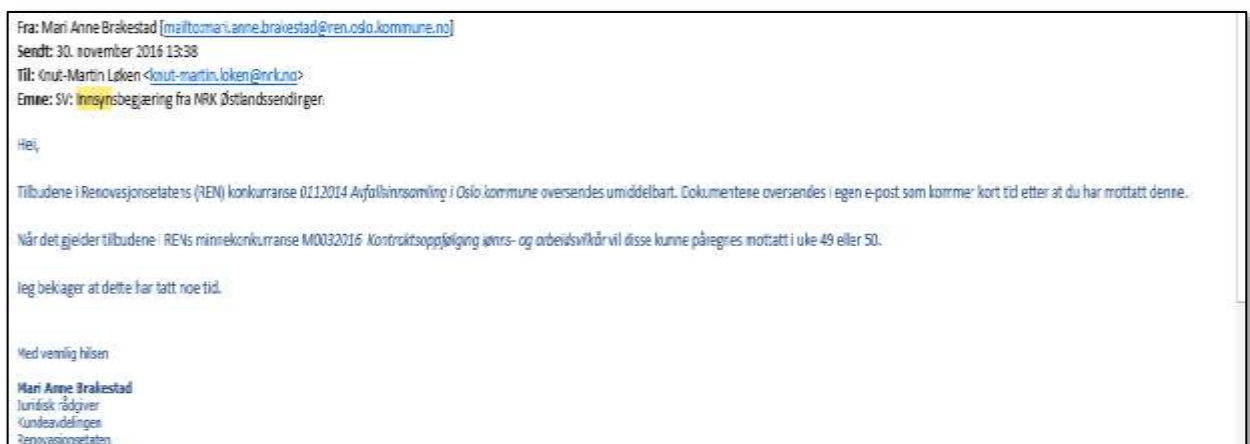 Fra: Mari Anne Brakestad [mailto:mari.anne.brakestad@ren.oslo.kommune.no]
Sendt: 30. november 2016 13:38
Til: Knut-Martin Løken <knut-martin.loken@nrk.no>
Emne: SV: Innsynsbegjæring fra NRK Østlandssendingen
Hei,
Tilbudene i Renovasjonsetatens (REN) konkurranse 0112014 Avfallsinnsamling i Oslo kommune oversendes umiddelbart. Dokumentene oversendes i egen e-post som kommer kort tid etter at du har mottatt denne.
Når det gjelder tilbudene i RENs minnekonkurranse M0032016 Kontraktsoppfølging lønns- og arbeidsvilkår vil disse kunne påregnes mottatt i uke 49 eller 50.
Jeg beklager at dette har tatt noe tid.
Med vennlig hilsen
Mari Anne Brakestad
Juridisk rådgiver
Kundeavdelingen
Renovasjonsetaten